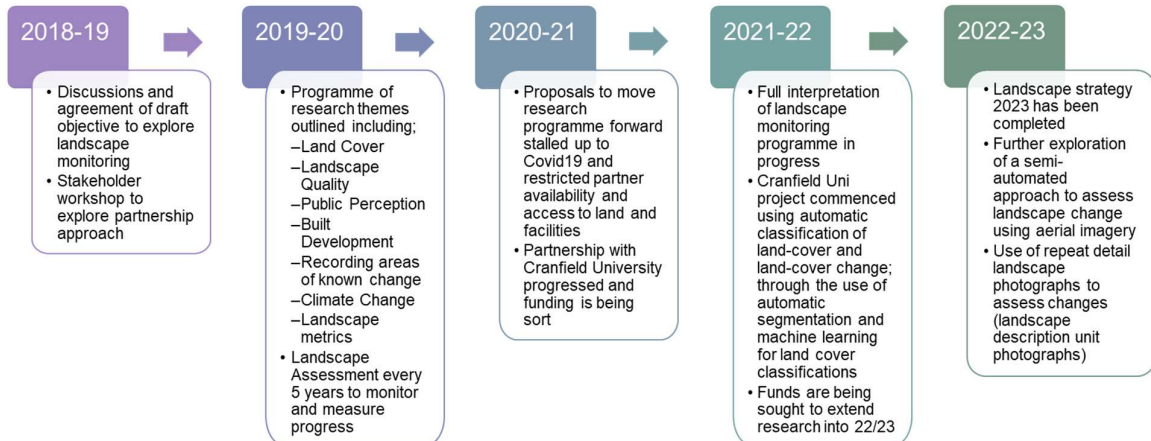 2018-19
• Discussions and
agreement of draft
objective to explore
landscape
monitoring
• Stakeholder
workshop to
explore partnership
approach
2019-20
• Programme of
research themes
outlined including;
–Land Cover
–Landscape
Quality
–Public Perception
–Built
Development
–Recording areas
of known change
–Climate Change
–Landscape
metrics
• Landscape
Assessment every
5 years to monitor
and measure
progress
2020-21
• Proposals to move
research
programme forward
stalled up to
Covid19 and
restricted partner
availability and
access to land and
facilities
• Partnership with
Cranfield University
progressed and
funding is being
sort
2021-22
• Full interpretation
of landscape
monitoring
programme in
progress
• Cranfield Uni
project commenced
using automatic
classification of
land-cover and
land-cover change;
through the use of
automatic
segmentation and
machine learning
for land cover
classifications
• Funds are being
sought to extend
research into 22/23
2022-23
• Landscape strategy
2023 has been
completed
• Further exploration
of a semi-
automated
approach to assess
landscape change
using aerial imagery
• Use of repeat detail
landscape
photographs to
assess changes
(landscape
description unit
photographs)